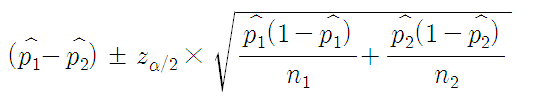 (p̂₁ − p̂₂) ± z_{α/2} × √( p̂₁(1 − p̂₁)/n₁ + p̂₂(1 − p̂₂)/n₂ )